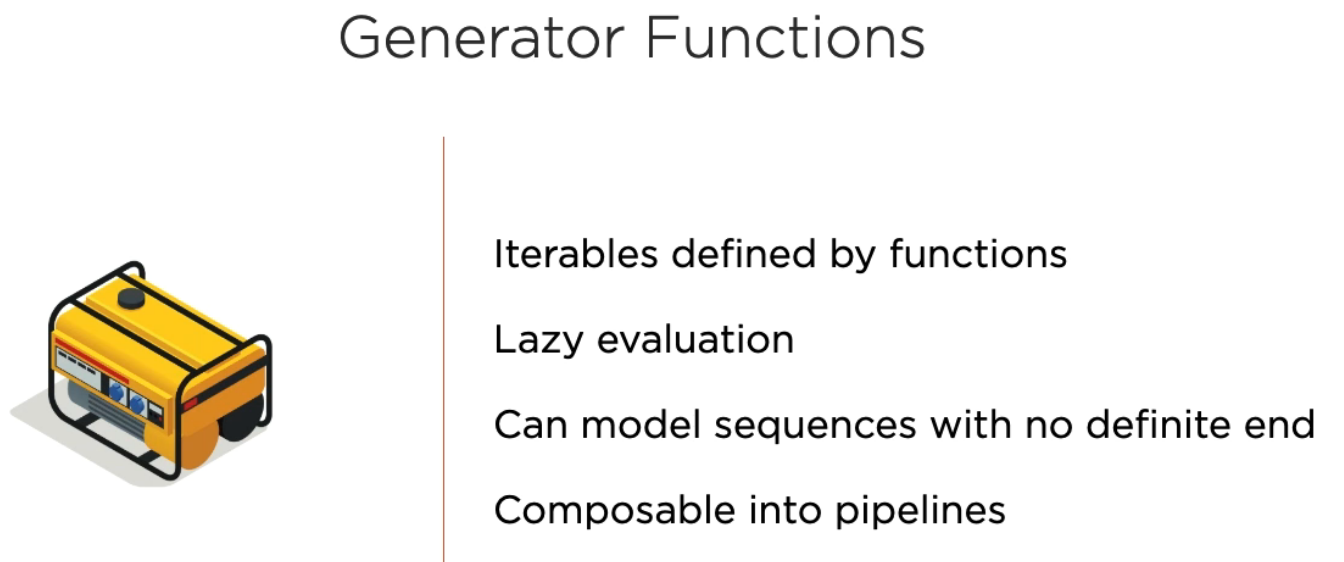 Generator Functions
Iterables defined by functions
Lazy evaluation
Can model sequences with no definite end
Composable into pipelines